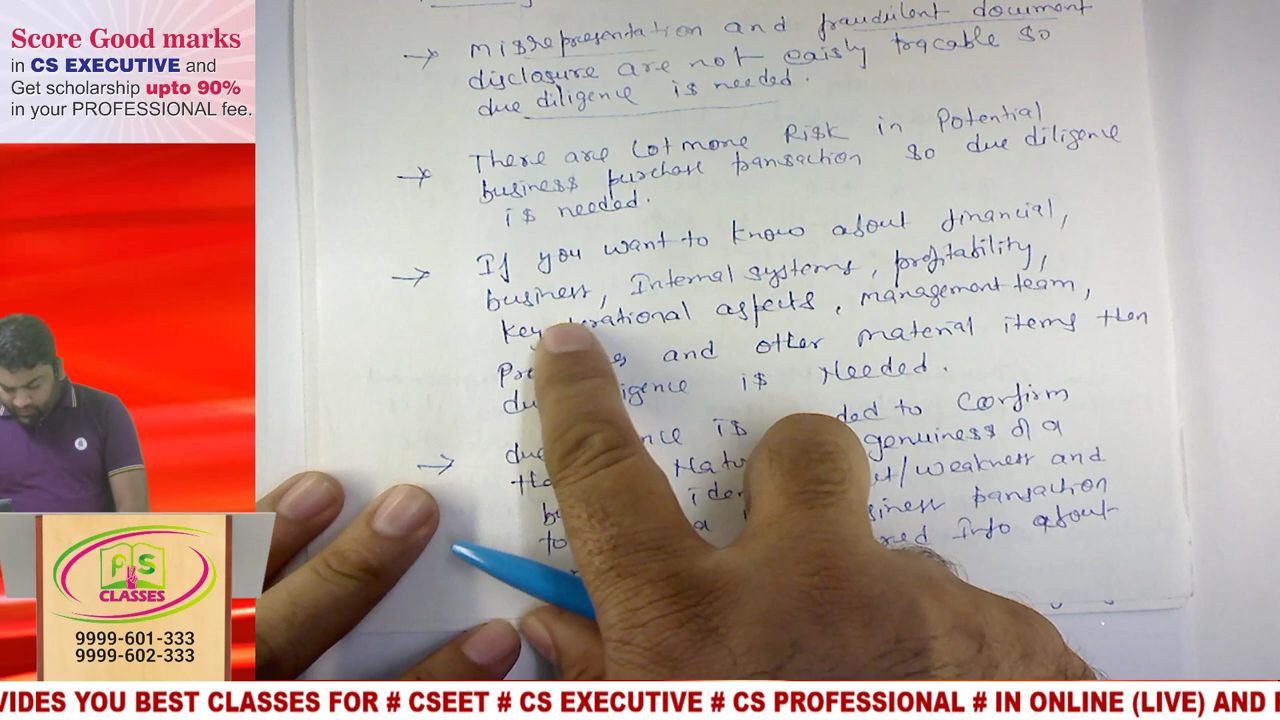 Score Good marks
in CS EXECUTIVE and
Get scholarship upto 90%
in your PROFESSIONAL fee.
→ Misrepresentation and fraudulent document
disclosure are not eaisly tracable so
due diligence is needed.
→ There are lot more Risk in Potential
business purchase transaction so due diligence
is needed.
→ If you want to know about financial,
business, Internal systems, profitability,
key aspects, management team,
and other material items then
is Needed.
→ is to confirm
genuiness of a
weakness and
a transaction
to Info about
PS
CLASSES
9999-601-333
9999-602-333
VIDES YOU BEST CLASSES FOR # CSEET # CS EXECUTIVE # CS PROFESSIONAL # IN ONLINE (LIVE) AND